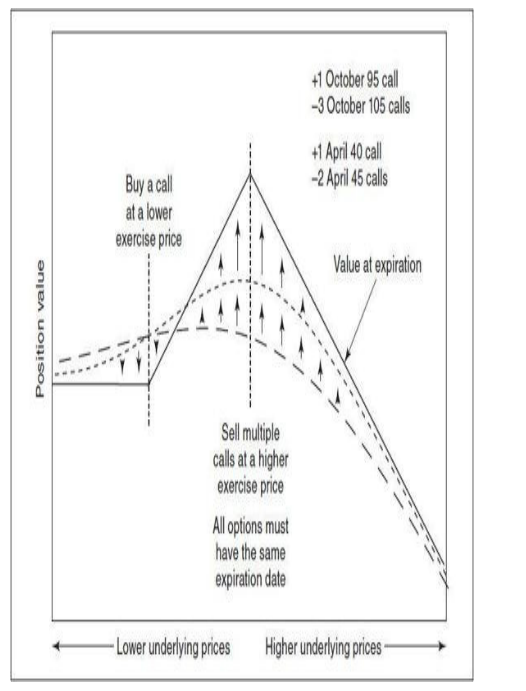 +1 October 95 call
–3 October 105 calls
+1 April 40 call
–2 April 45 calls
Buy a call
at a lower
exercise price
Value at expiration
Position value
Sell multiple
calls at a higher
exercise price
All options must
have the same
expiration date
Lower underlying prices
Higher underlying prices